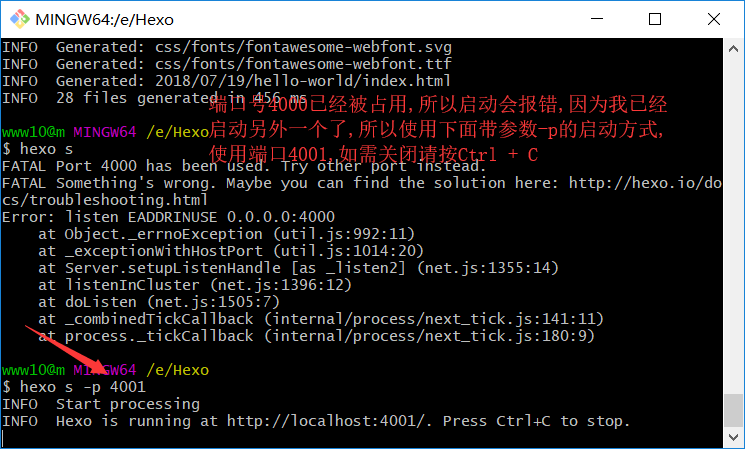 MINGW64:/e/Hexo
INFO  Generated: css/fonts/fontawesome-webfont.svg
INFO  Generated: css/fonts/fontawesome-webfont.ttf
INFO  Generated: 2018/07/19/hello-world/index.html
INFO  28 files generated in 456 ms
端口号4000已经被占用,所以启动会报错,因为我已经
启动另外一个了,所以使用下面带参数-p的启动方式,
使用端口4001,如需关闭请按Ctrl + C
www10@m MINGW64 /e/Hexo
$ hexo s
FATAL Port 4000 has been used. Try other port instead.
FATAL Something's wrong. Maybe you can find the solution here: http://hexo.io/do
cs/troubleshooting.html
Error: listen EADDRINUSE 0.0.0.0:4000
    at Object._errnoException (util.js:992:11)
    at _exceptionWithHostPort (util.js:1014:20)
    at Server.setupListenHandle [as _listen2] (net.js:1355:14)
    at listenInCluster (net.js:1396:12)
    at doListen (net.js:1505:7)
    at _combinedTickCallback (internal/process/next_tick.js:141:11)
    at process._tickCallback (internal/process/next_tick.js:180:9)
www10@m MINGW64 /e/Hexo
$ hexo s -p 4001
INFO  Start processing
INFO  Hexo is running at http://localhost:4001/. Press Ctrl+C to stop.